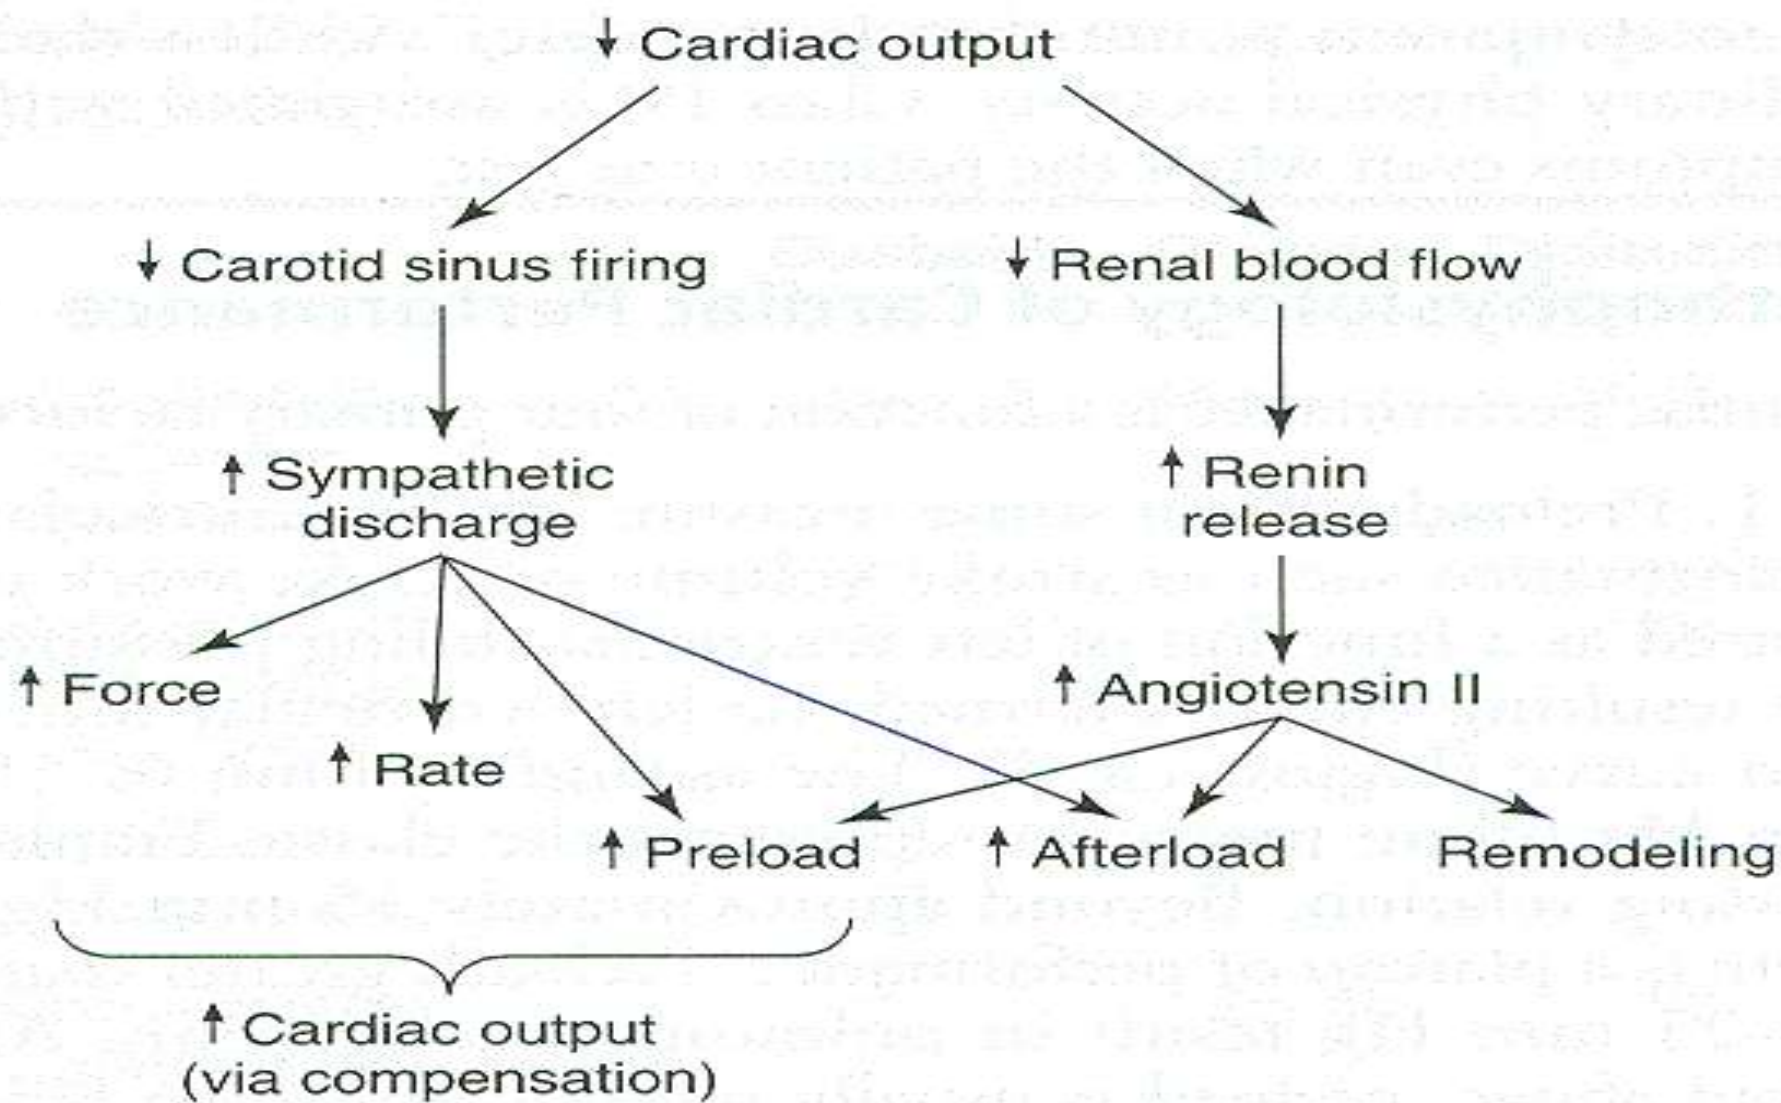 ↓ Cardiac output
↓ Carotid sinus firing
↓ Renal blood flow
↑ Sympathetic
discharge
↑ Renin
release
↑ Force
↑ Angiotensin II
↑ Rate
↑ Preload
↑ Afterload
Remodeling
↑ Cardiac output
(via compensation)